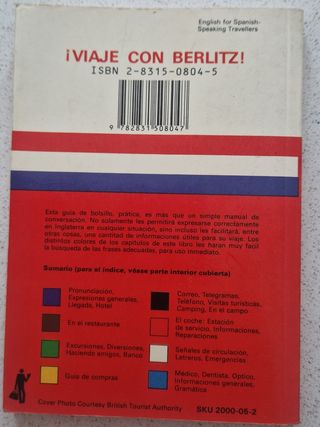 English for Spanish-
Speaking Travellers
¡VIAJE CON BERLITZ!
ISBN 2-8315-0804-5
9 782831 508047
Esta guía de bolsillo, prática, es más que un simple manual de
conversación. No solamente les permitirá expresarse correctamente
en Inglaterra en cualquier situación, sino incluso les facilitará, entre
otras cosas, una cantidad de informaciones útiles para su viaje. Los
distintos colores de los capítulos de este libro les harán muy fácil
la búsqueda de las frases adecuadas, para uso inmediato.
Sumario (para el índice, véase parte interior cubierta)
Pronunciación,
Expresiones generales,
Llegada, Hotel
En el restaurante
Excursiones, Diversiones,
Haciendo amigos, Banco
Guía de compras
Correo, Telegramas,
Teléfono, Visitas turísticas,
Camping, En el campo
El coche: Estación
de servicio, Informaciones,
Reparaciones
Señales de circulación,
Letreros, Emergencias
Médico, Dentista, Optico,
Informaciones generales,
Gramática
Cover Photo Courtesy British Tourist Authority
SKU 2000-05-2